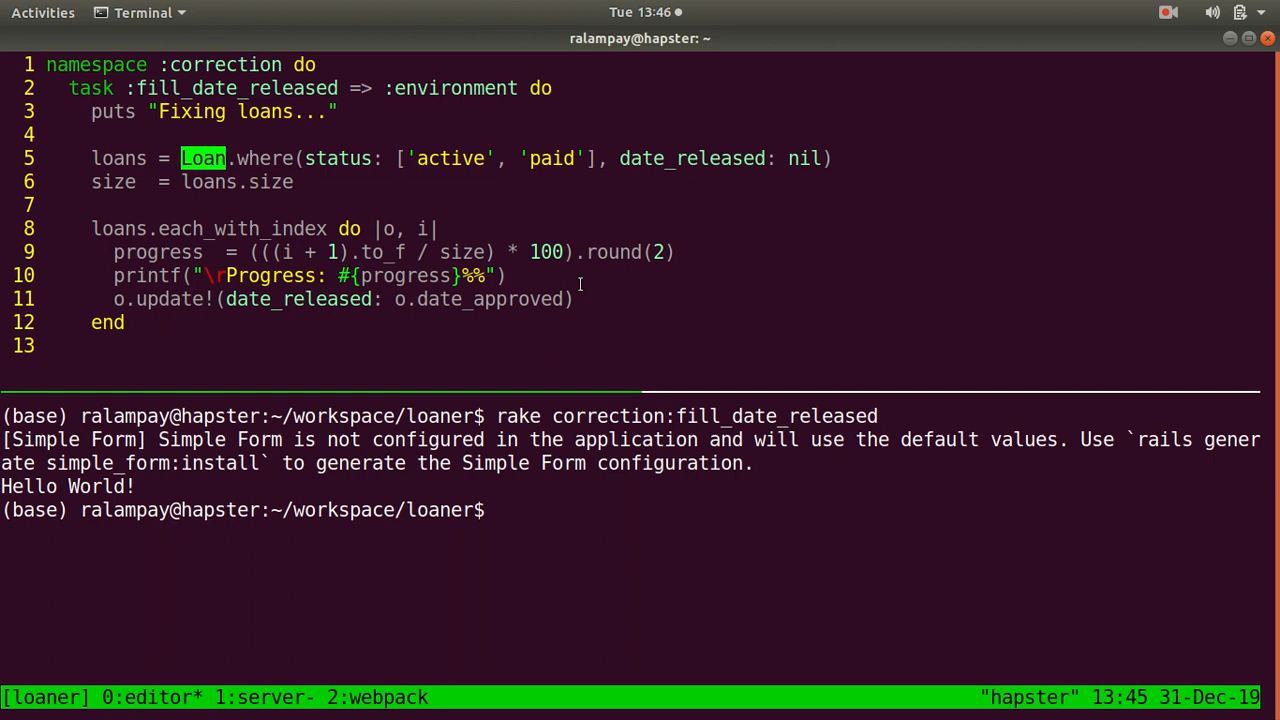 Activities Terminal Tue 13:46
ralampay@hapster: ~
1 namespace :correction do
2   task :fill_date_released => :environment do
3     puts "Fixing loans..."
4
5     loans = Loan.where(status: ['active', 'paid'], date_released: nil)
6     size  = loans.size
7
8     loans.each_with_index do |o, i|
9       progress  = (((i + 1).to_f / size) * 100).round(2)
10       printf("\rProgress: #{progress}%%")
11       o.update!(date_released: o.date_approved)
12     end
13
(base) ralampay@hapster:~/workspace/loaner$ rake correction:fill_date_released
[Simple Form] Simple Form is not configured in the application and will use the default values. Use `rails gener
ate simple_form:install` to generate the Simple Form configuration.
Hello World!
(base) ralampay@hapster:~/workspace/loaner$
[loaner] 0:editor* 1:server- 2:webpack "hapster" 13:45 31-Dec-19